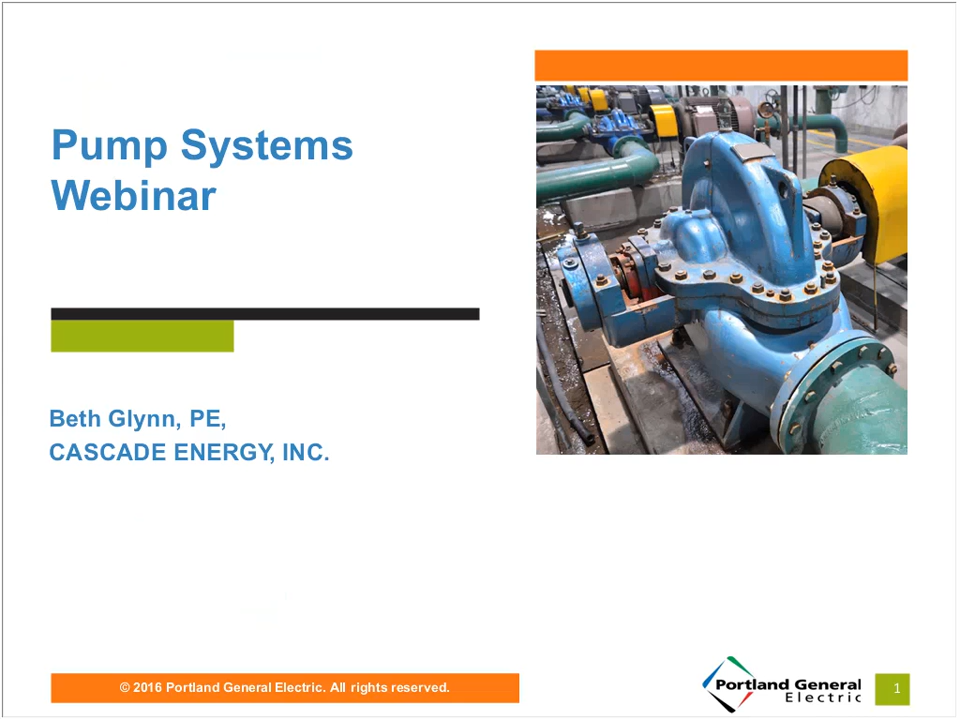 Pump Systems
Webinar
Beth Glynn, PE,
CASCADE ENERGY, INC.
© 2016 Portland General Electric. All rights reserved.
Portland General
Electric
1